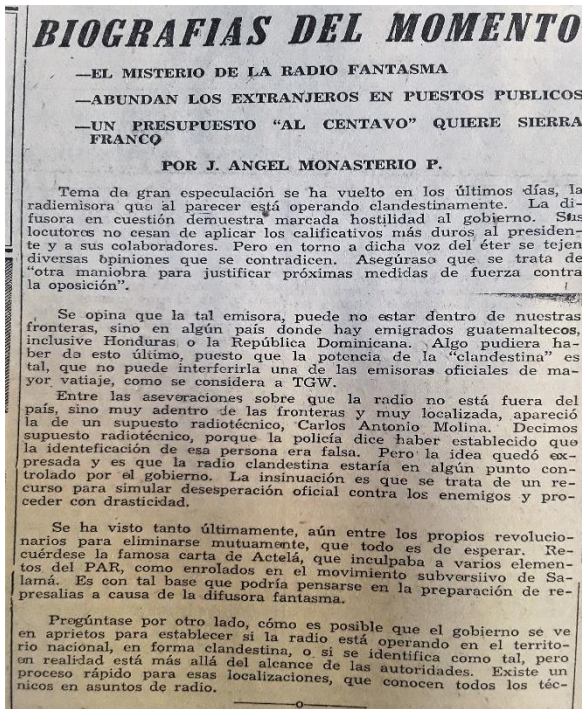 BIOGRAFIAS DEL MOMENTO
—EL MISTERIO DE LA RADIO FANTASMA
—ABUNDAN LOS EXTRANJEROS EN PUESTOS PUBLICOS
—UN PRESUPUESTO "AL CENTAVO" QUIERE SIERRA
FRANCO
POR J. ANGEL MONASTERIO P.
Tema de gran especulación se ha vuelto en los últimos días, la
radiemisora que al parecer está operando clandestinamente. La di-
fusora en cuestión demuestra marcada hostilidad al gobierno. Sus
locutores no cesan de aplicar los calificativos más duros al presiden-
te y a sus colaboradores. Pero en torno a dicha voz del éter se tejen
diversas opiniones que se contradicen. Asegúraso que se trata de
"otra maniobra para justificar próximas medidas de fuerza contra
la oposición".
Se opina que la tal emisora, puede no estar dentro de nuestras
fronteras, sino en algún país donde hay emigrados guatemaltecos,
inclusive Honduras o la República Dominicana. Algo pudiera ha-
ber de esto último, puesto que la potencia de la "clandestina" es
tal, que no puede interferirla una de las emisoras oficiales de ma-
yor vatiaje, como se considera a TGW.
Entre las aseveraciones sobre que la radio no está fuera del
país, sino muy adentro de las fronteras y muy localizada, apareció
la de un supuesto radiotécnico, Carlos Antonio Molina. Decimos
supuesto radiotécnico, porque la policía dice haber establecido que
la identeficación de esa persona era falsa. Pero la idea quedó ex-
presada y es que la radio clandestina estaría en algún punto con-
trolado por el gobierno. La insinuación es que se trata de un re-
curso para simular desesperación oficial contra los enemigos y pro-
ceder con drasticidad.
Se ha visto tanto últimamente, aún entre los propios revolucio-
narios para eliminarse mutuamente, que todo es de esperar. Re-
cuérdese la famosa carta de Actelá, que inculpaba a varios elemen-
tos del PAR, como enrolados en el movimiento subversiivo de Sa-
lamá. Es con tal base que podría pensarse en la preparación de re-
presalias a causa de la difusora fantasma.
Pregúntase por otro lado, cómo es posible que el gobierno se ve
en aprietos para establecer si la radio está operando en el territo-
rio nacional, en forma clandestina, o si se identifica como tal, pero
en realidad está más allá del alcance de las autoridades. Existe un
proceso rápido para esas localizaciones, que conocen todos los téc-
nicos en asuntos de radio.